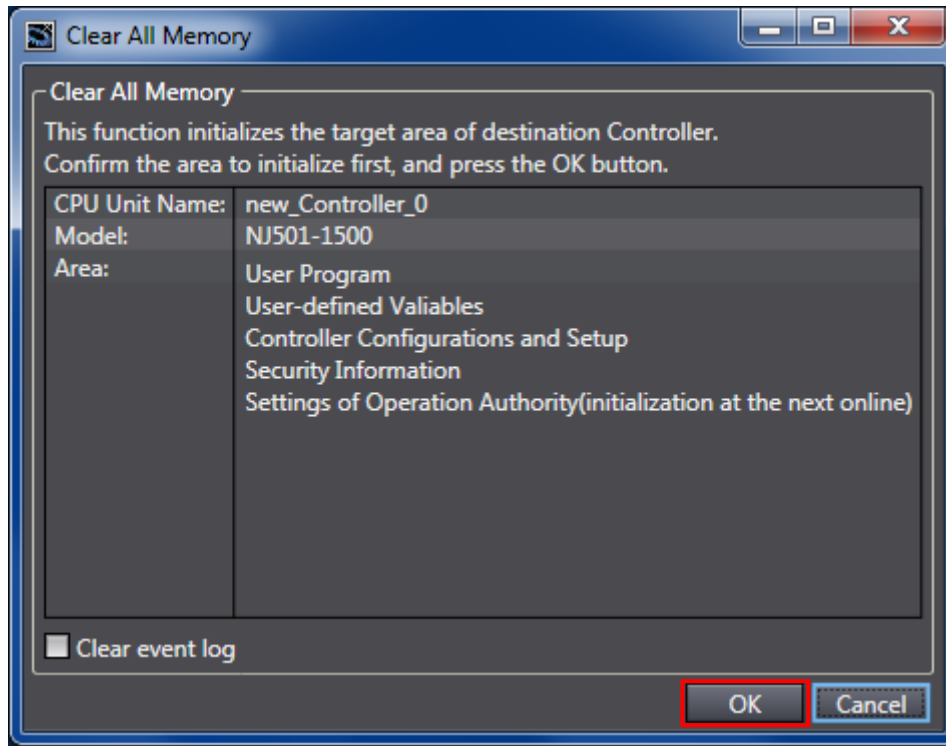 Clear All Memory
Clear All Memory
This function initializes the target area of destination Controller.
Confirm the area to initialize first, and press the OK button.
CPU Unit Name: new_Controller_0
Model: NJ501-1500
Area: User Program
User-defined Valiables
Controller Configurations and Setup
Security Information
Settings of Operation Authority(initialization at the next online)
Clear event log
OK Cancel